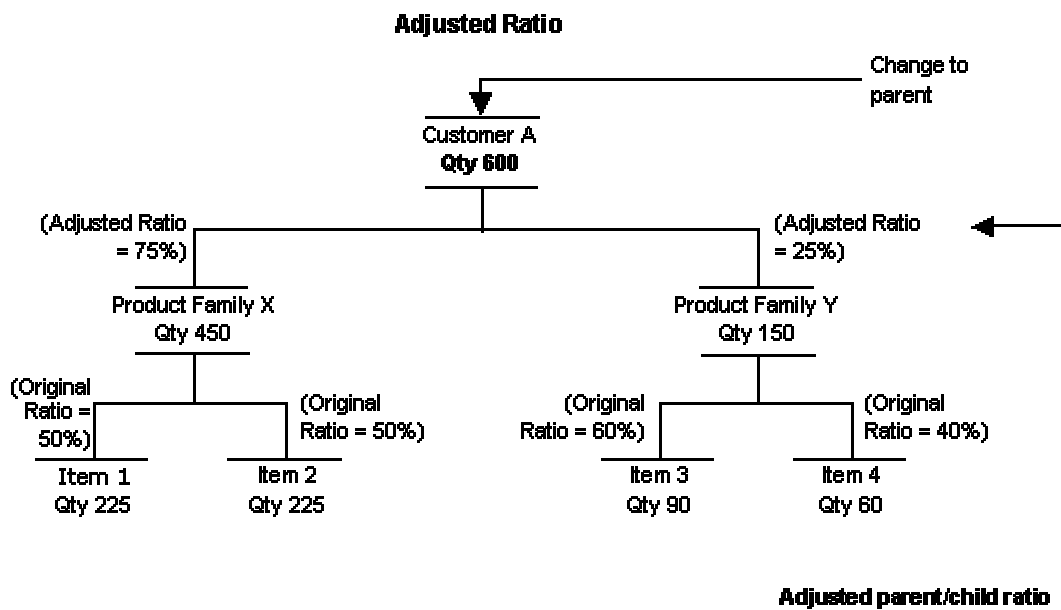 Adjusted Ratio
Change to
parent
Customer A
Qty 600
(Adjusted Ratio
= 75%)
(Adjusted Ratio
= 25%)
Product Family X
Qty 450
Product Family Y
Qty 150
(Original
Ratio =
50%)
(Original
Ratio = 50%)
(Original
Ratio = 60%)
(Original
Ratio = 40%)
Item 1
Qty 225
Item 2
Qty 225
Item 3
Qty 90
Item 4
Qty 60
Adjusted parent/child ratio